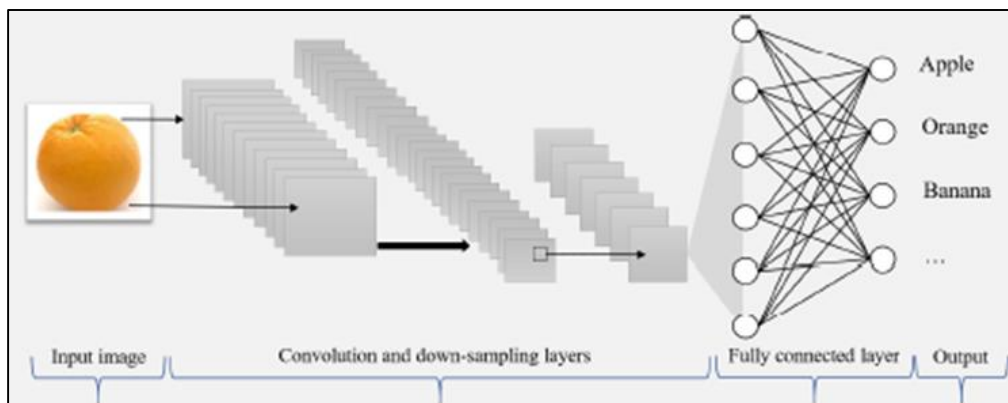 Apple
Orange
Banana
...
Input image
Convolution and down-sampling layers
Fully connected layer
Output